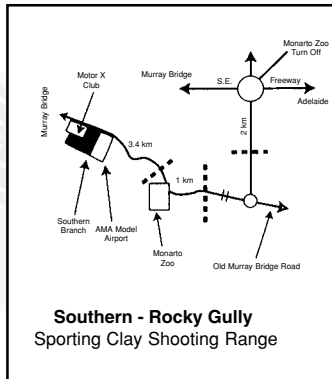 Monarto Zoo
Turn Off
Motor X
Club
Murray Bridge
S.E.
Freeway
Adelaide
Murray Bridge
2 km
3.4 km
1 km
Southern
Branch
AMA Model
Airport
Monarto
Zoo
Old Murray Bridge Road
Southern - Rocky Gully
Sporting Clay Shooting Range